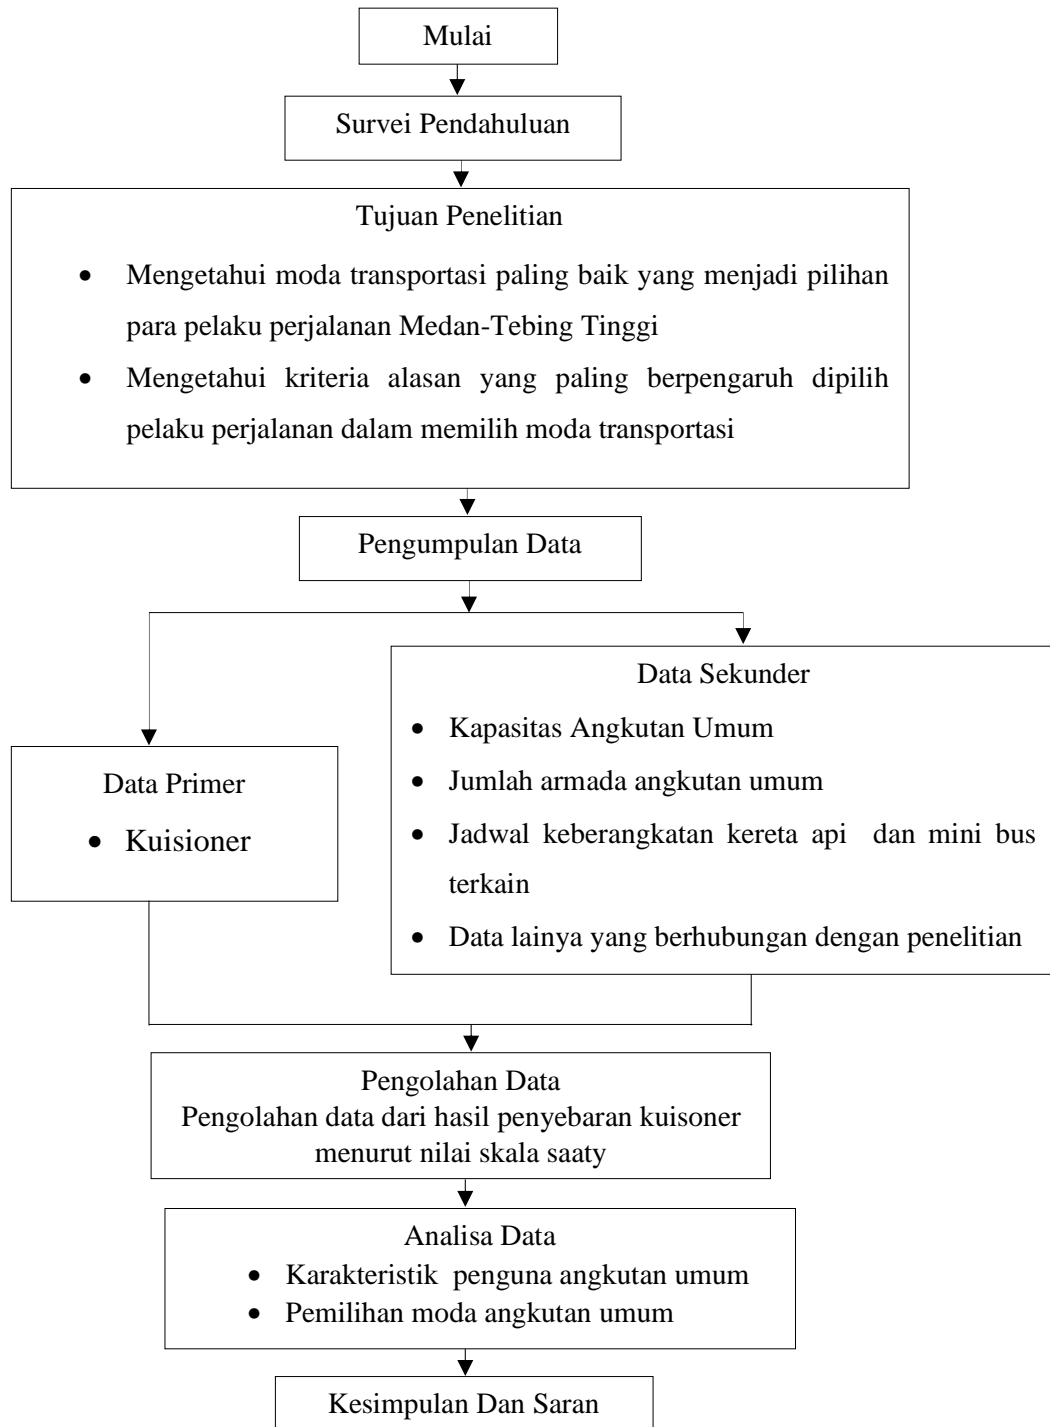 Mulai
Survei Pendahuluan
Tujuan Penelitian
• Mengetahui moda transportasi paling baik yang menjadi pilihan
para pelaku perjalanan Medan-Tebing Tinggi
• Mengetahui kriteria alasan yang paling berpengaruh dipilih
pelaku perjalanan dalam memilih moda transportasi
Pengumpulan Data
Data Primer
• Kuisioner
Data Sekunder
• Kapasitas Angkutan Umum
• Jumlah armada angkutan umum
• Jadwal keberangkatan kereta api dan mini bus
terkain
• Data lainya yang berhubungan dengan penelitian
Pengolahan Data
Pengolahan data dari hasil penyebaran kuisoner
menurut nilai skala saaty
Analisa Data
• Karakteristik penguna angkutan umum
• Pemilihan moda angkutan umum
Kesimpulan Dan Saran